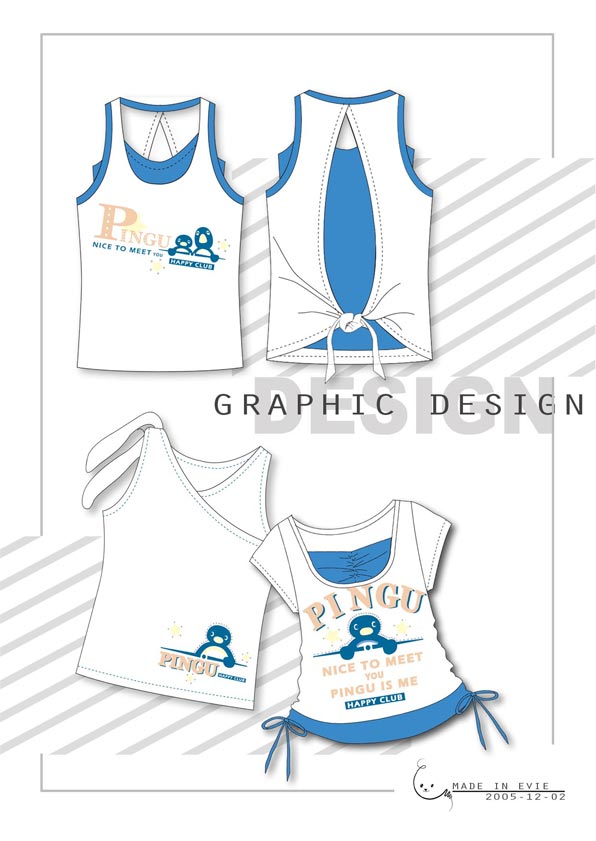 PINGU
NICE TO MEET YOU
HAPPY CLUB
DESIGN
GRAPHIC DESIGN
PINGU
HAPPY CLUB
PINGU
NICE TO MEET
YOU
PINGU IS ME
HAPPY CLUB
MADE IN EVIE
2005-12-02